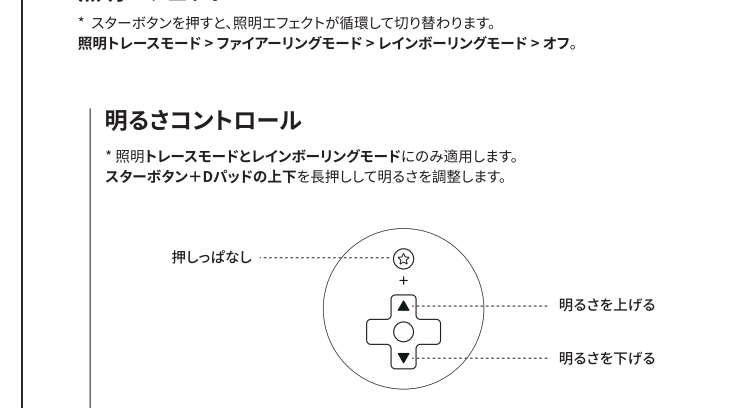 * スターボタンを押すと、照明エフェクトが循環して切り替わります。
照明トレースモード > ファイアーリングモード > レインボーリングモード > オフ。
明るさコントロール
* 照明トレースモードとレインボーリングモードにのみ適用します。
スターボタン＋Dパッドの上下を長押しして明るさを調整します。
押しっぱなし
+
明るさを上げる
明るさを下げる